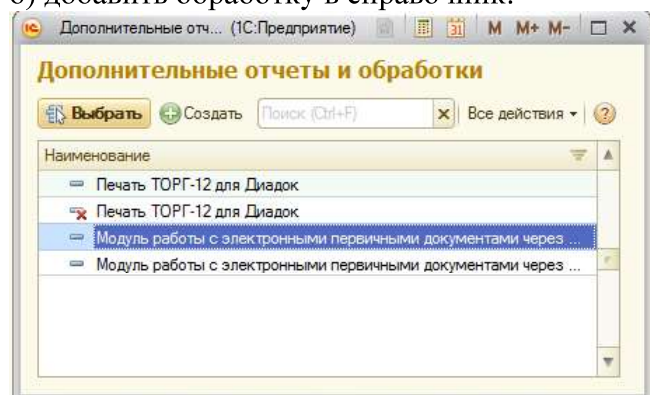 б) добавить обработку в справочник:
Дополнительные отч... (1С:Предприятие) 31 M M+ M-
Дополнительные отчеты и обработки
Выбрать Создать Поиск (Ctrl+F) x Все действия ?
Наименование
Печать ТОРГ-12 для Диадок
Печать ТОРГ-12 для Диадок
Модуль работы с электронными первичными документами через ...
Модуль работы с электронными первичными документами через ...